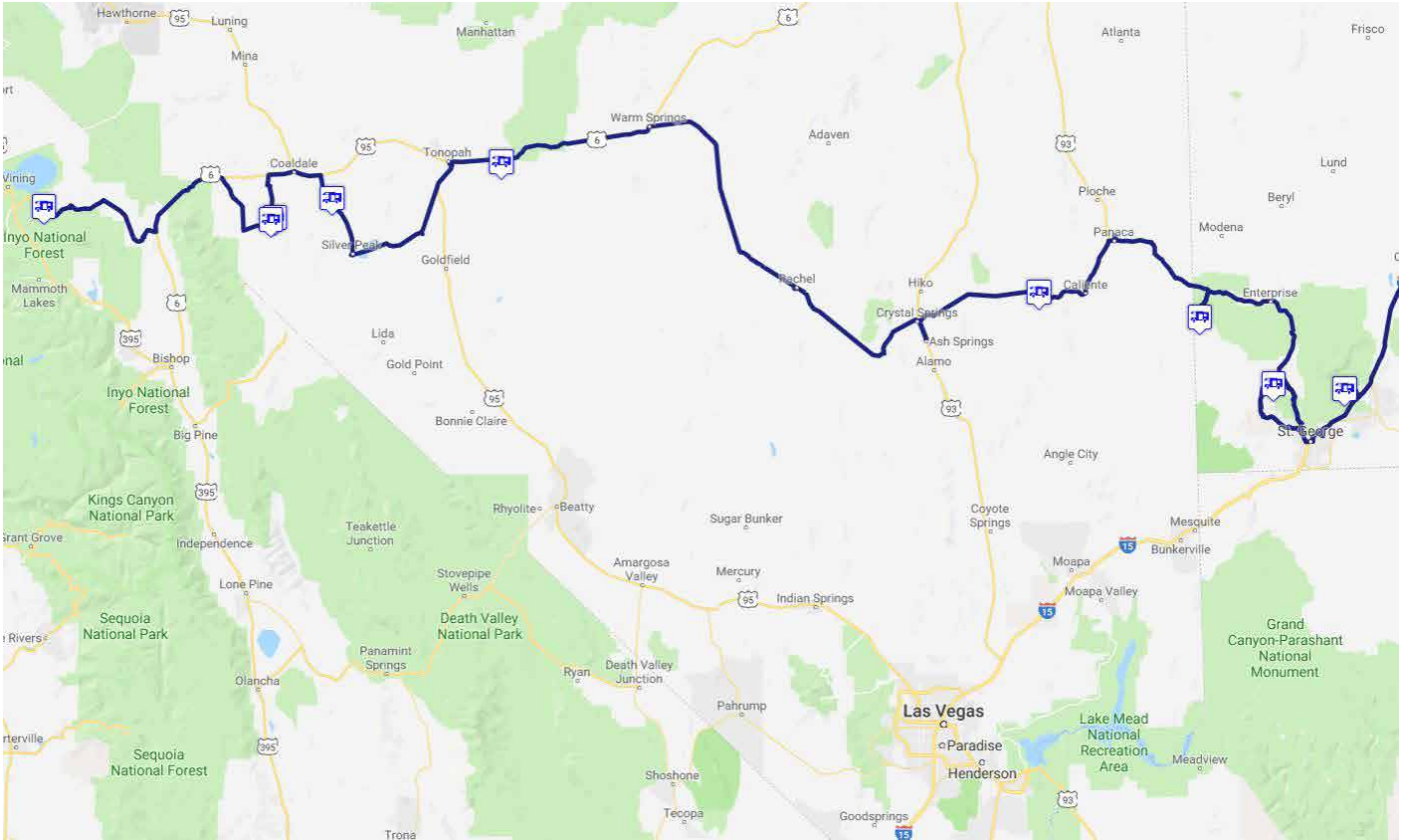 Hawthorne
95
Luning
Mina
Manhattan
6
Atlanta
Frisco
ort
Warm Springs
Adaven
6
95
Tonopah
Coaldale
6
93
Lund
Vining
Pioche
Beryl
Modena
Inyo National
Forest
Silver Peak
Panaca
Goldfield
Mammoth
Lakes
6
Rachel
Hiko
Caliente
Enterprise
Crystal Springs
395
Lida
Ash Springs
Alamo
Bishop
Gold Point
onal
Inyo National
Forest
95
Bonnie Claire
93
Big Pine
St. George
Angle City
Kings Canyon
National Park
395
Rhyolite
Beatty
Sugar Bunker
Coyote
Springs
Mesquite
Bunkerville
15
Grant Grove
Independence
Teakettle
Junction
Amargosa
Valley
Mercury
Moapa
Stovepipe
Wells
Lone Pine
95
Indian Springs
Moapa Valley
15
Sequoia
National Park
Death Valley
National Park
e Rivers
Grand
Canyon-Parashant
National
Monument
Panamint
Springs
Ryan
Death Valley
Junction
Olancha
Pahrump
Las Vegas
Lake Mead
National
Recreation
Area
395
Paradise
Henderson
Meadview
rterville
Sequoia
National Forest
Shoshone
93
Tecopa
Goodsprings
15
Trona